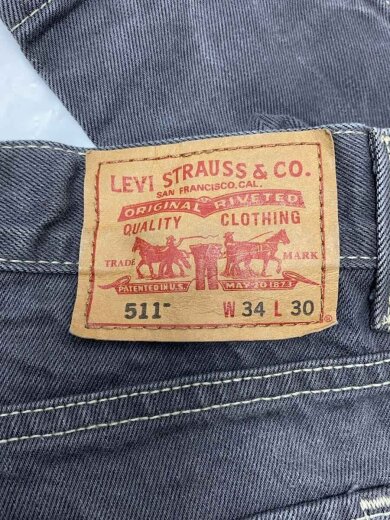 LEVI STRAUSS & CO.
SAN FRANCISCO, CAL.
ORIGINAL RIVETED
QUALITY CLOTHING
TRADE MARK
PATENTED IN U.S. MAY 20 1873
511™ W 34 L 30
®